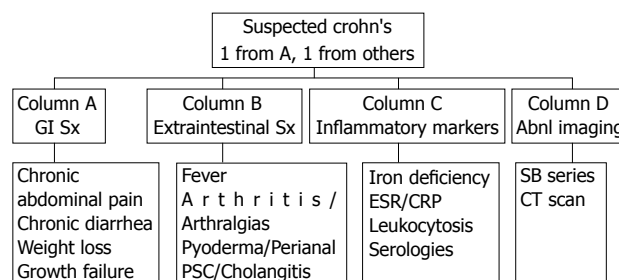 Suspected crohn's
1 from A, 1 from others
Column A
GI Sx
Column B
Extraintestinal Sx
Column C
Inflammatory markers
Column D
Abnl imaging
Chronic
abdominal pain
Chronic diarrhea
Weight loss
Growth failure
Fever
A r t h r i t i s /
Arthralgias
Pyoderma/Perianal
PSC/Cholangitis
Iron deficiency
ESR/CRP
Leukocytosis
Serologies
SB series
CT scan